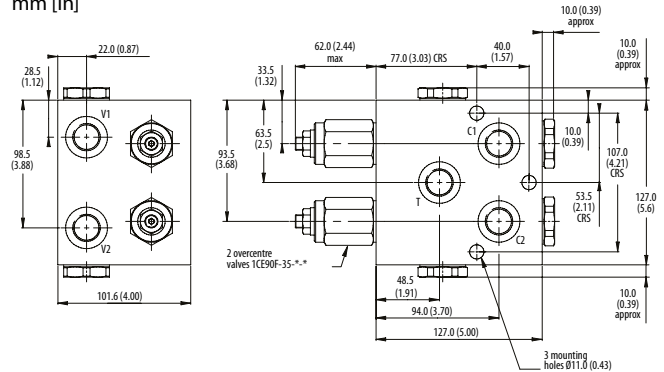 mm [in]
10.0 (0.39)
approx
22.0 (0.87)
62.0 (2.44)
max
77.0 (3.03) CRS
40.0
(1.57)
10.0
(0.39)
approx
28.5
(1.12)
33.5
(1.32)
V1
C1
10.0
(0.39)
98.5
(3.88)
93.5
(3.68)
63.5
(2.5)
107.0
(4.21)
CRS
127.0
(5.6)
T
53.5
(2.11)
CRS
V2
C2
2 overcentre
valves 1CE90F-35-*-*
48.5
(1.91)
10.0
(0.39)
approx
101.6 (4.00)
94.0 (3.70)
127.0 (5.00)
3 mounting
holes Ø11.0 (0.43)